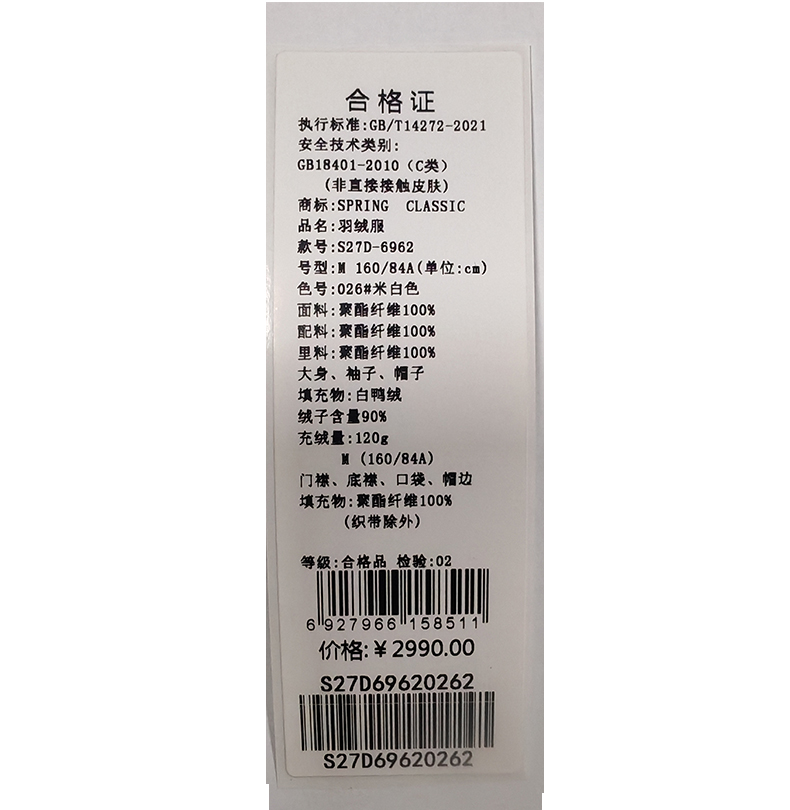 合格证
执行标准:GB/T14272-2021
安全技术类别:
GB18401-2010（C类）
(非直接接触皮肤)
商标:SPRING CLASSIC
品名:羽绒服
款号:S27D-6962
号型:M 160/84A(单位:cm)
色号:026#米白色
面料:聚酯纤维100%
配料:聚酯纤维100%
里料:聚酯纤维100%
大身、袖子、帽子
填充物:白鸭绒
绒子含量90%
充绒量:120g
M (160/84A)
门襟、底襟、口袋、帽边
填充物:聚酯纤维100%
(织带除外)
等级:合格品 检验:02
6 927966 158511
价格:￥2990.00
S27D69620262
S27D69620262